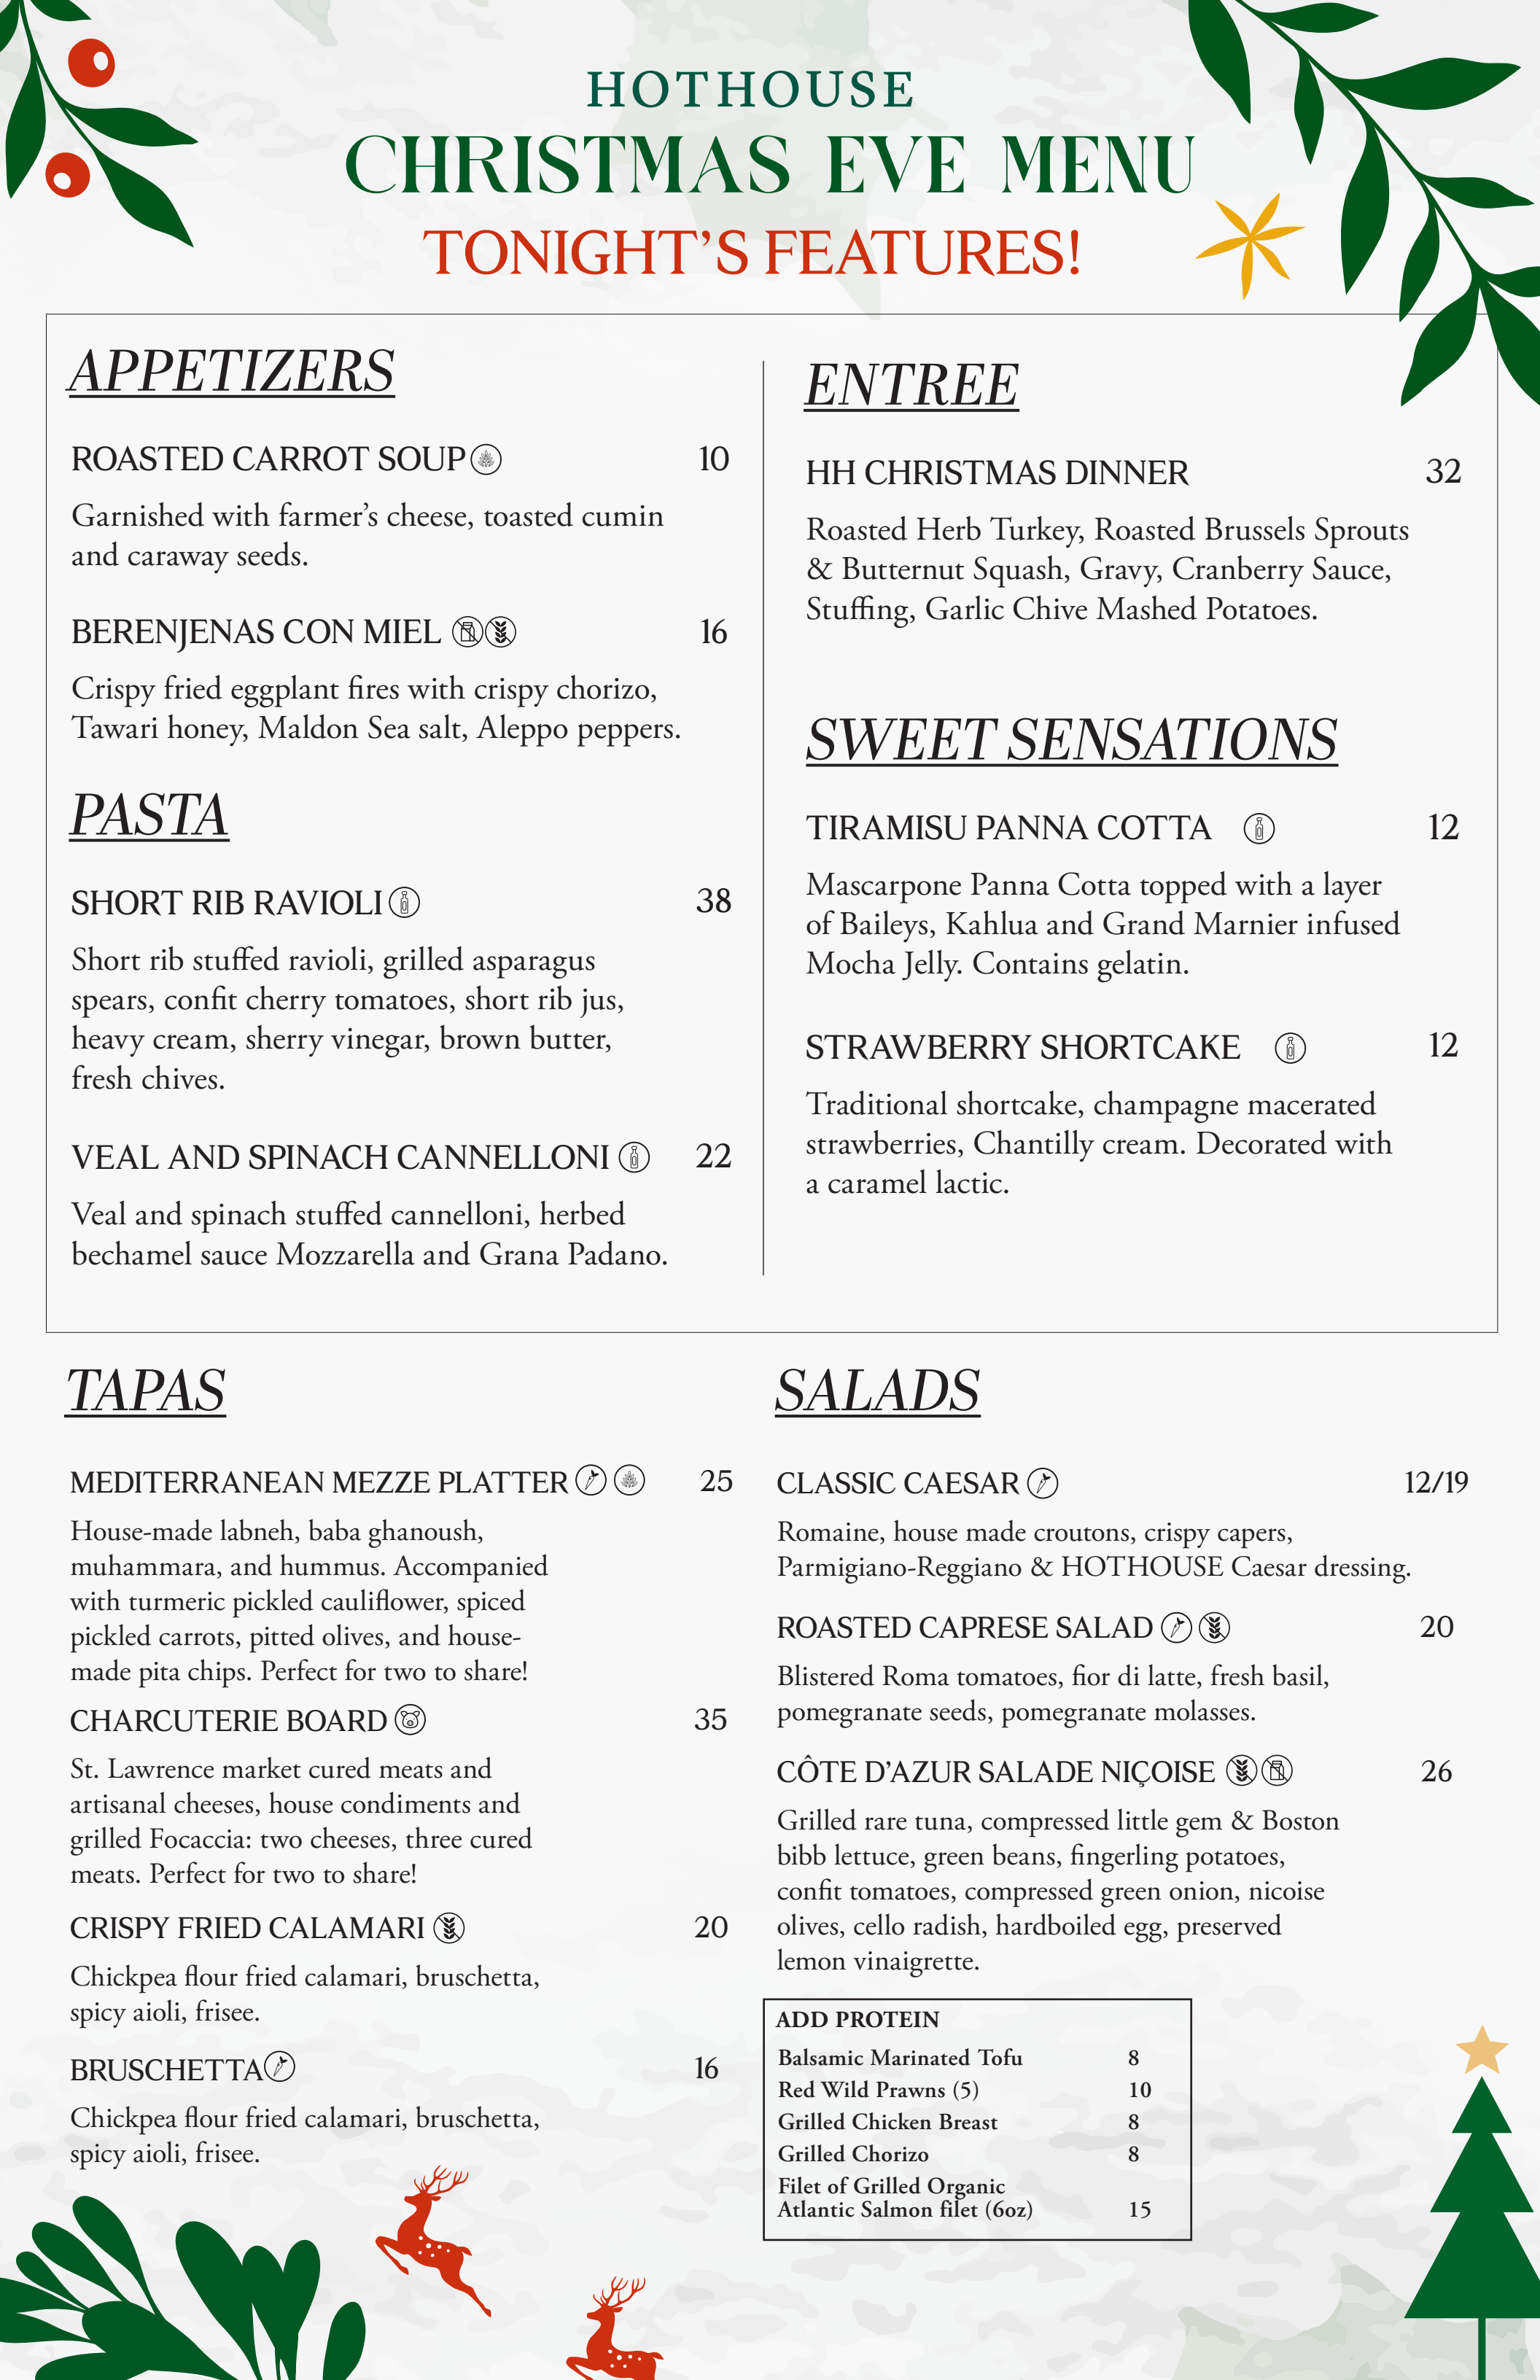 HOTHOUSE
CHRISTMAS EVE MENU
TONIGHT'S FEATURES!
APPETIZERS
ROASTED CARROT SOUP 10
Garnished with farmer's cheese, toasted cumin
and caraway seeds.
BERENJENAS CON MIEL 16
Crispy fried eggplant fires with crispy chorizo,
Tawari honey, Maldon Sea salt, Aleppo peppers.
PASTA
SHORT RIB RAVIOLI 38
Short rib stuffed ravioli, grilled asparagus
spears, confit cherry tomatoes, short rib jus,
heavy cream, sherry vinegar, brown butter,
fresh chives.
VEAL AND SPINACH CANNELLONI 22
Veal and spinach stuffed cannelloni, herbed
bechamel sauce Mozzarella and Grana Padano.
ENTREE
HH CHRISTMAS DINNER 32
Roasted Herb Turkey, Roasted Brussels Sprouts
& Butternut Squash, Gravy, Cranberry Sauce,
Stuffing, Garlic Chive Mashed Potatoes.
SWEET SENSATIONS
TIRAMISU PANNA COTTA 12
Mascarpone Panna Cotta topped with a layer
of Baileys, Kahlua and Grand Marnier infused
Mocha Jelly. Contains gelatin.
STRAWBERRY SHORTCAKE 12
Traditional shortcake, champagne macerated
strawberries, Chantilly cream. Decorated with
a caramel lactic.
TAPAS
MEDITERRANEAN MEZZE PLATTER 25
House-made labneh, baba ghanoush,
muhammara, and hummus. Accompanied
with turmeric pickled cauliflower, spiced
pickled carrots, pitted olives, and house-
made pita chips. Perfect for two to share!
CHARCUTERIE BOARD 35
St. Lawrence market cured meats and
artisanal cheeses, house condiments and
grilled Focaccia: two cheeses, three cured
meats. Perfect for two to share!
CRISPY FRIED CALAMARI 20
Chickpea flour fried calamari, bruschetta,
spicy aioli, frisee.
BRUSCHETTA 16
Chickpea flour fried calamari, bruschetta,
spicy aioli, frisee.
SALADS
CLASSIC CAESAR 12/19
Romaine, house made croutons, crispy capers,
Parmigiano-Reggiano & HOTHOUSE Caesar dressing.
ROASTED CAPRESE SALAD 20
Blistered Roma tomatoes, fior di latte, fresh basil,
pomegranate seeds, pomegranate molasses.
CÔTE D'AZUR SALADE NIÇOISE 26
Grilled rare tuna, compressed little gem & Boston
bibb lettuce, green beans, fingerling potatoes,
confit tomatoes, compressed green onion, nicoise
olives, cello radish, hardboiled egg, preserved
lemon vinaigrette.
ADD PROTEIN
Balsamic Marinated Tofu 8
Red Wild Prawns (5) 10
Grilled Chicken Breast 8
Grilled Chorizo 8
Filet of Grilled Organic
Atlantic Salmon filet (6oz) 15